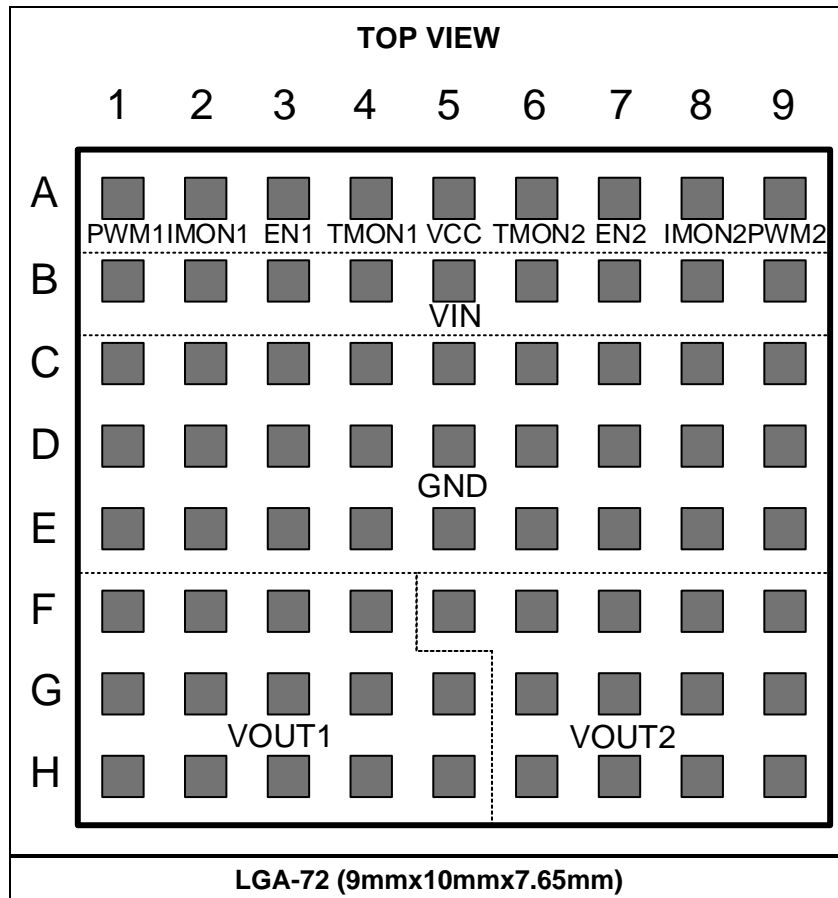 TOP VIEW
1 2 3 4 5 6 7 8 9
A
PWM1 IMON1 EN1 TMON1 VCC TMON2 EN2 IMON2 PWM2
B
VIN
C
D
GND
E
F
G
VOUT1 VOUT2
H
LGA-72 (9mmx10mmx7.65mm)